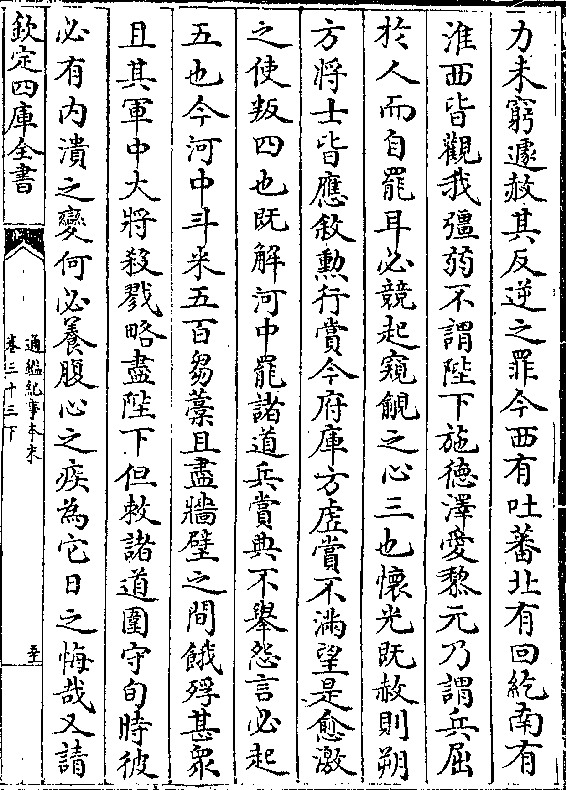 力未窮遽赦其反逆之罪今西有吐蕃北有回紇南有
淮西皆觀我彊弱不謂陛下施德澤愛黎元乃謂兵屈
於人而自罷耳必競起窺覦之心三也懷光既赦則朔
方將士皆應敘勲行賞今府庫方虛賞不滿望是愈激
之使叛四也既解河中罷諸道兵賞典不舉怨言必起
五也今河中斗米五百芻藁且盡牆壁之間餓殍甚衆
且其軍中大將殺戮略盡陛下但敕諸道圍守旬時彼
必有内潰之變何必養腹心之疾為它日之悔哉又請
欽定四庫全書
通鑑紀事本末
卷三十三下